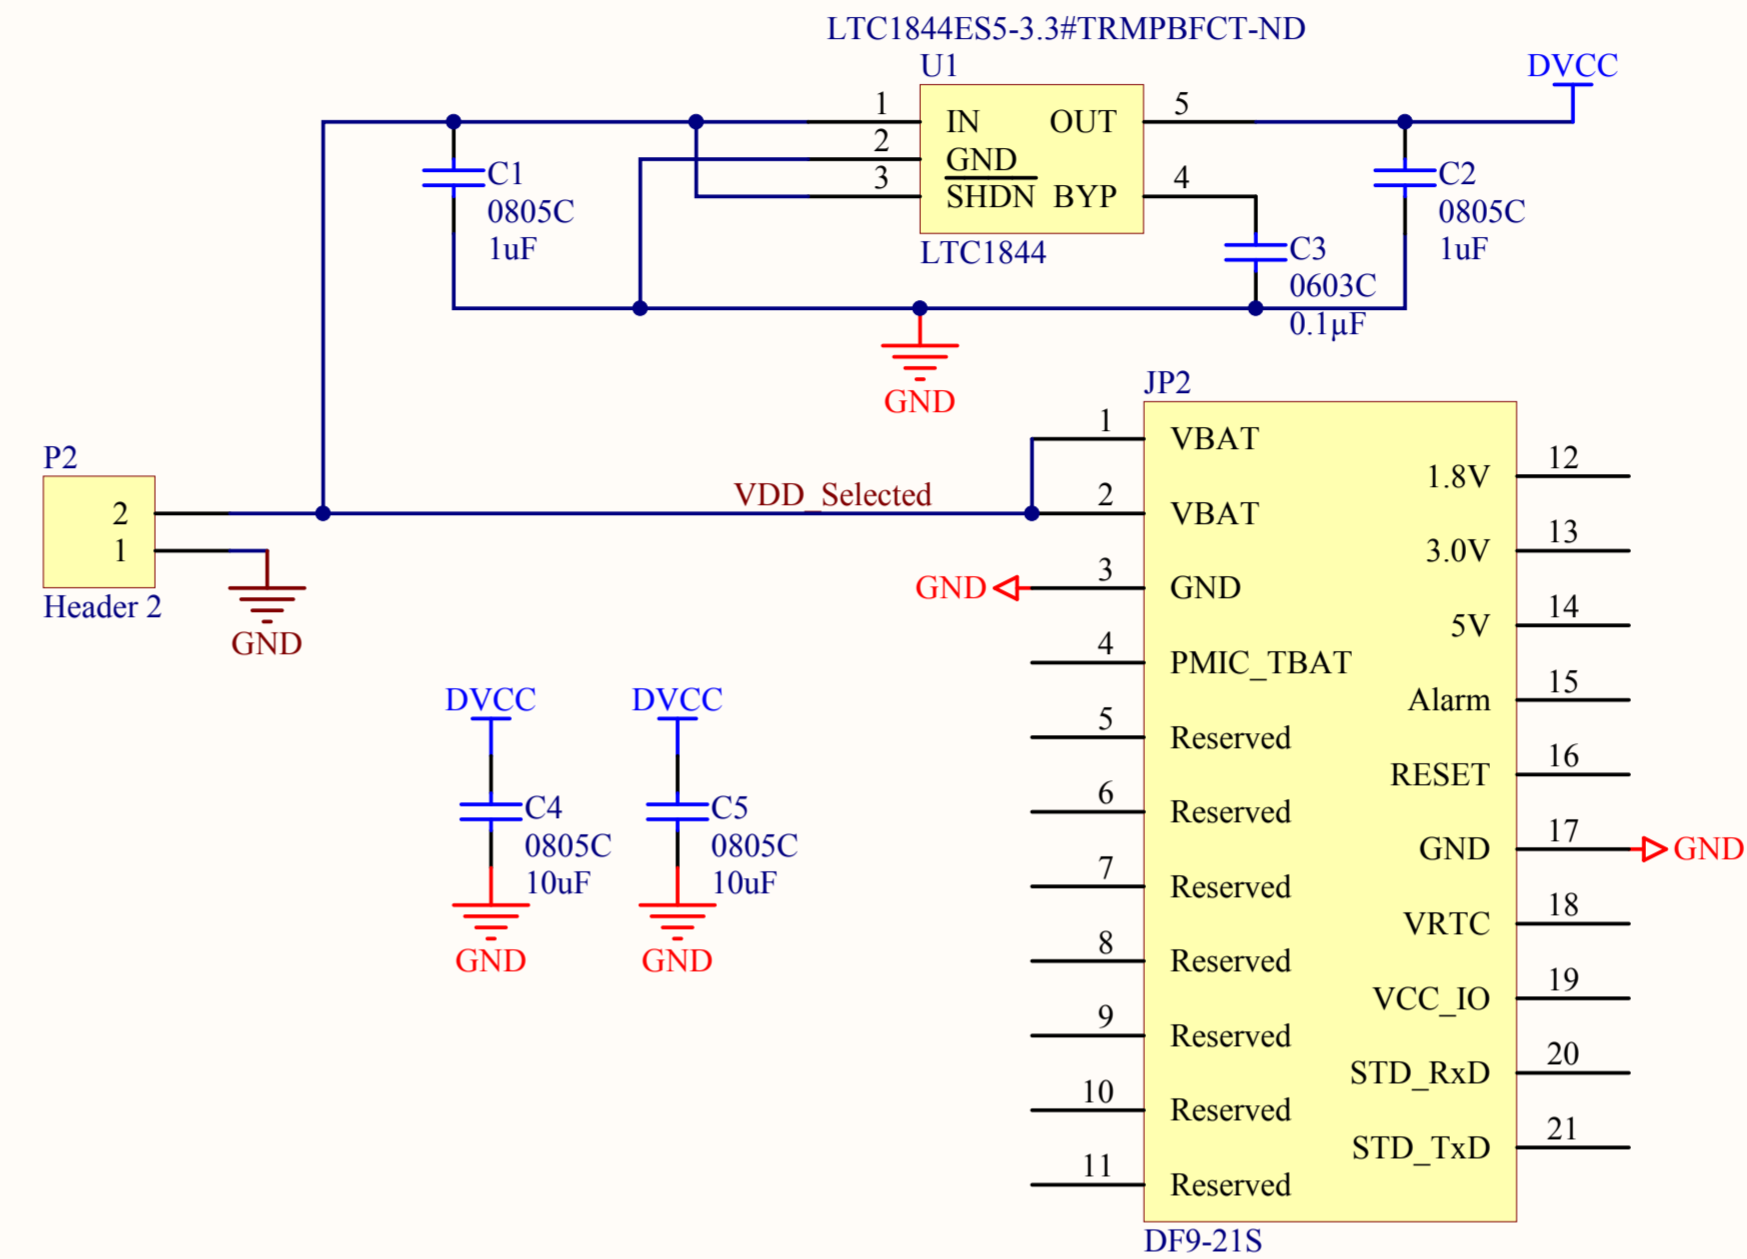 LTC1844ES5-3.3#TRMPBFCT-ND
U1
DVCC
1 IN OUT 5
2 GND
3 SHDN BYP 4
LTC1844
C1
0805C
1uF
C2
0805C
1uF
C3
0603C
0.1µF
GND
P2
2
1
Header 2
GND
VDD_Selected
JP2
1 VBAT
1.8V 12
2 VBAT
3.0V 13
GND 3 GND
5V 14
4 PMIC_TBAT
Alarm 15
5 Reserved
RESET 16
6 Reserved
GND 17 GND
7 Reserved
VRTC 18
8 Reserved
VCC_IO 19
9 Reserved
STD_RxD 20
10 Reserved
STD_TxD 21
11 Reserved
DF9-21S
DVCC
C4
0805C
10uF
GND
DVCC
C5
0805C
10uF
GND